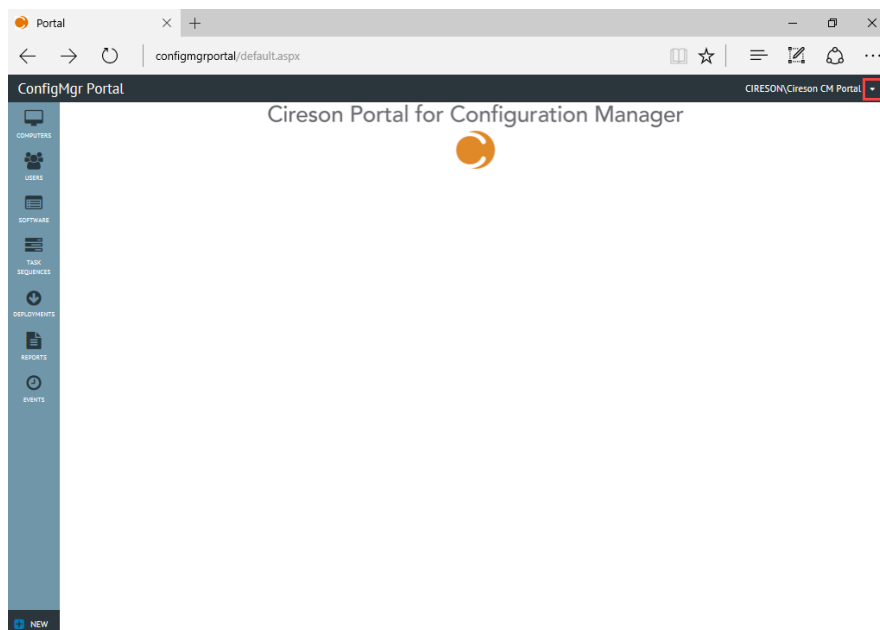 Portal
configmgrportal/default.aspx
ConfigMgr Portal
CIRESON\Cireson CM Portal
Cireson Portal for Configuration Manager
COMPUTERS
USERS
SOFTWARE
TASK
SEQUENCES
DEPLOYMENTS
REPORTS
EVENTS
NEW